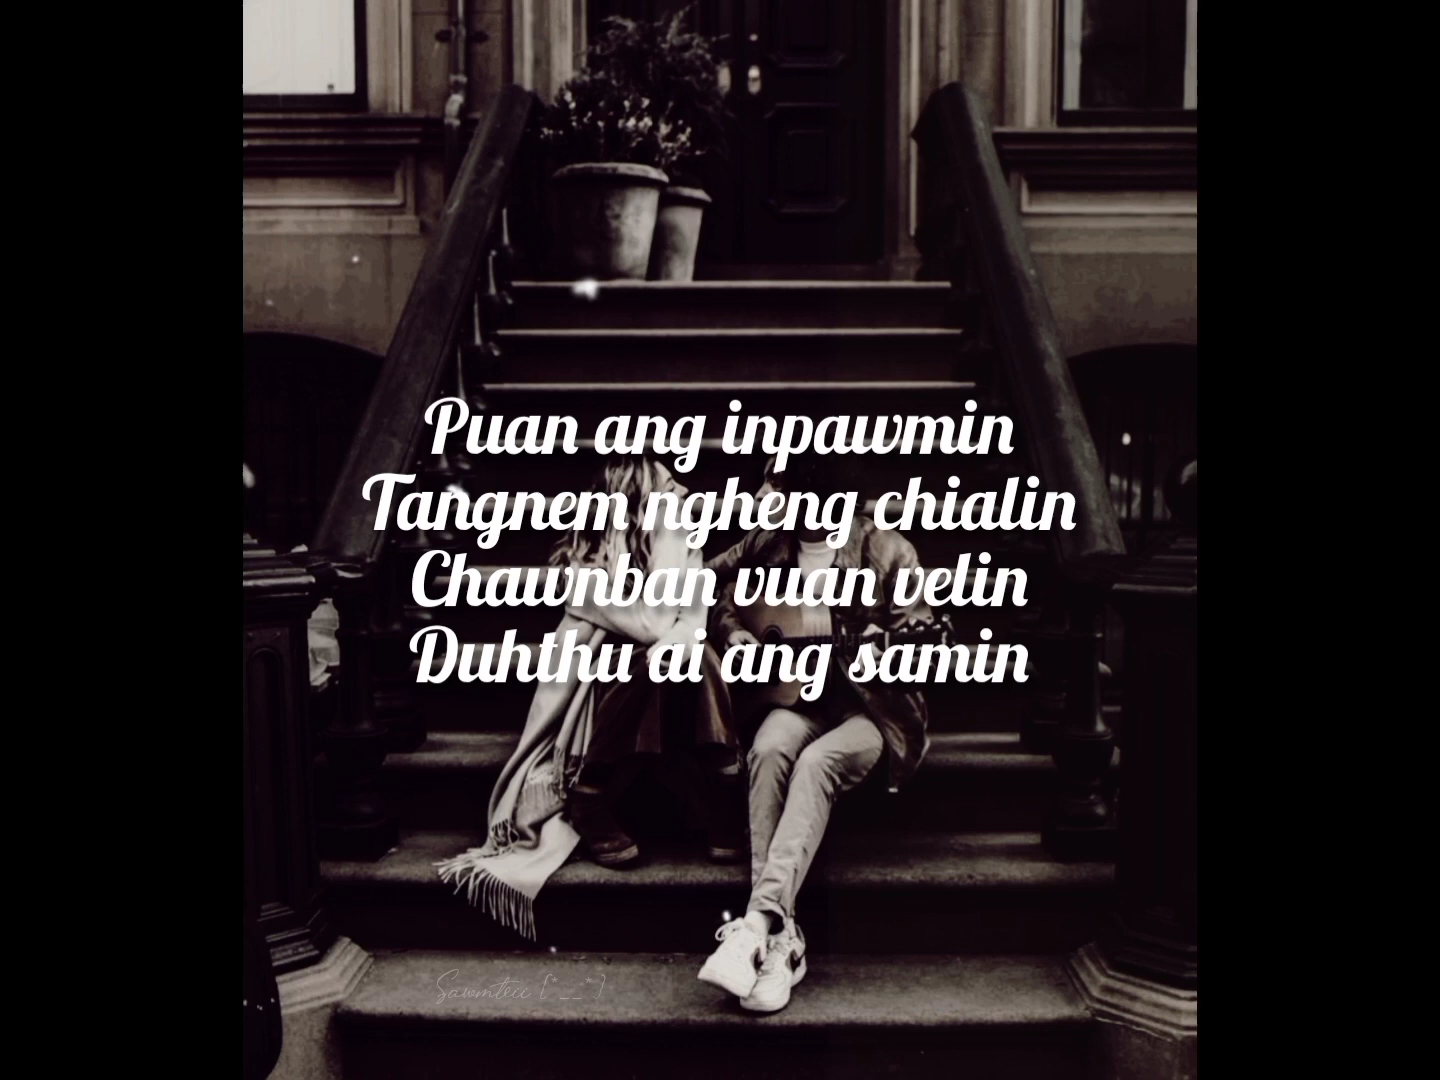 Puan ang inpawmin
Tangnem ngheng chialin
Chawnban vuan velin
Duhthu ai ang samin